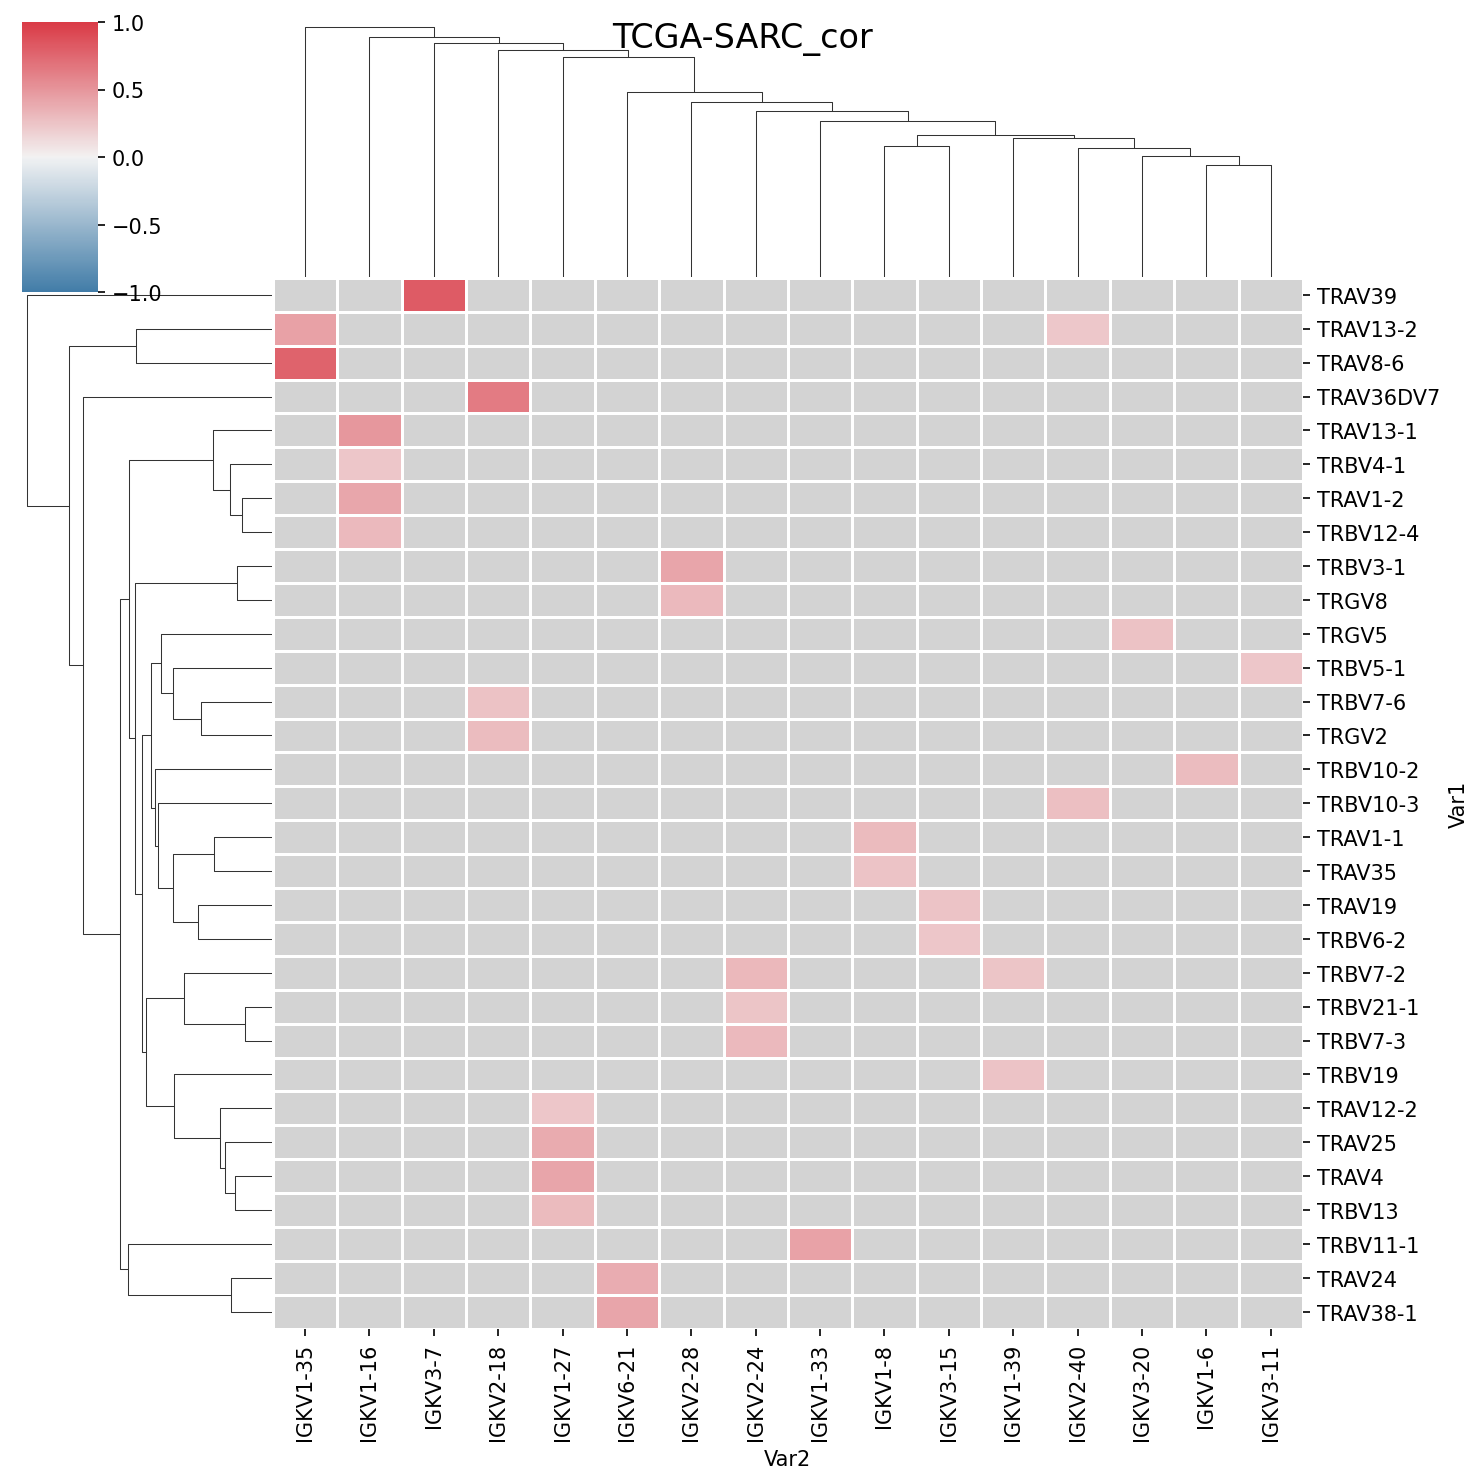 TCGA-SARC_cor
1.0
0.5
0.0
−0.5
−1.0
TRAV39
TRAV13-2
TRAV8-6
TRAV36DV7
TRAV13-1
TRBV4-1
TRAV1-2
TRBV12-4
TRBV3-1
TRGV8
TRGV5
TRBV5-1
TRBV7-6
TRGV2
TRBV10-2
TRBV10-3
TRAV1-1
TRAV35
TRAV19
TRBV6-2
TRBV7-2
TRBV21-1
TRBV7-3
TRBV19
TRAV12-2
TRAV25
TRAV4
TRBV13
TRBV11-1
TRAV24
TRAV38-1
Var1
IGKV1-35
IGKV1-16
IGKV3-7
IGKV2-18
IGKV1-27
IGKV6-21
IGKV2-28
IGKV2-24
IGKV1-33
IGKV1-8
IGKV3-15
IGKV1-39
IGKV2-40
IGKV3-20
IGKV1-6
IGKV3-11
Var2